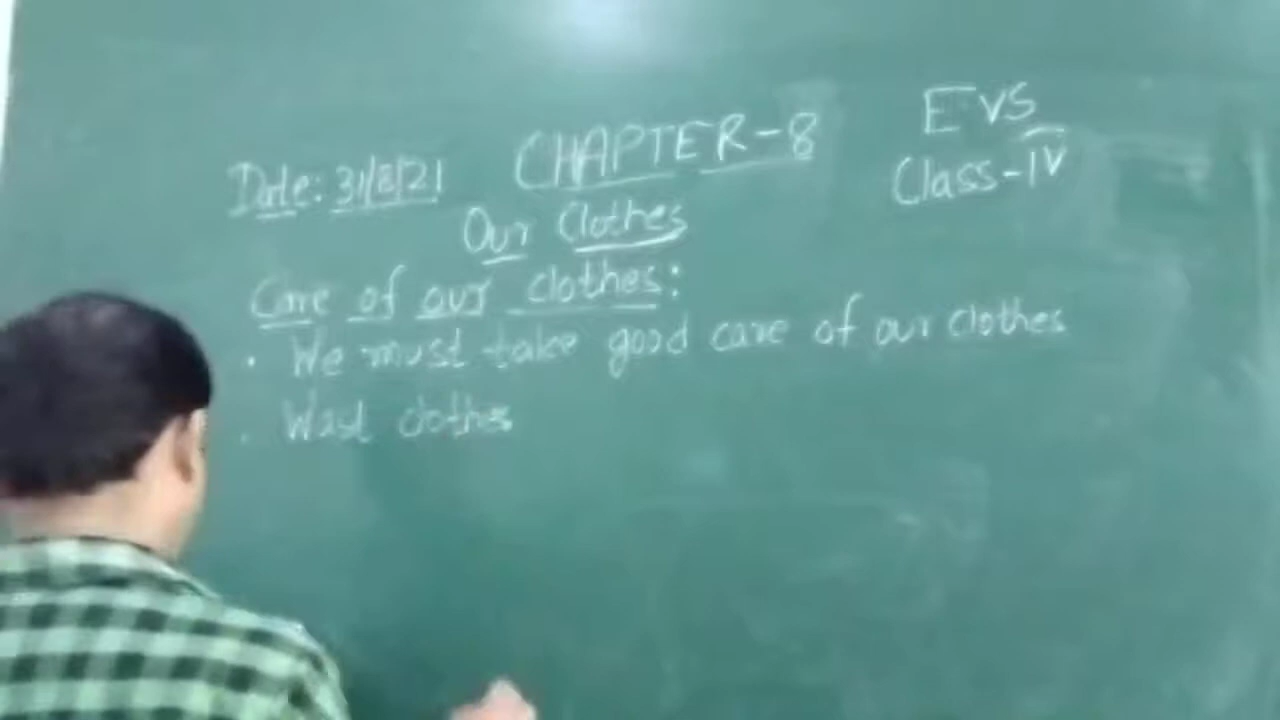 EVS
Date: 31/8/21 CHAPTER-8 Class-IV
Our Clothes
Care of our clothes:
. We must take good care of our clothes
. Wash clothes